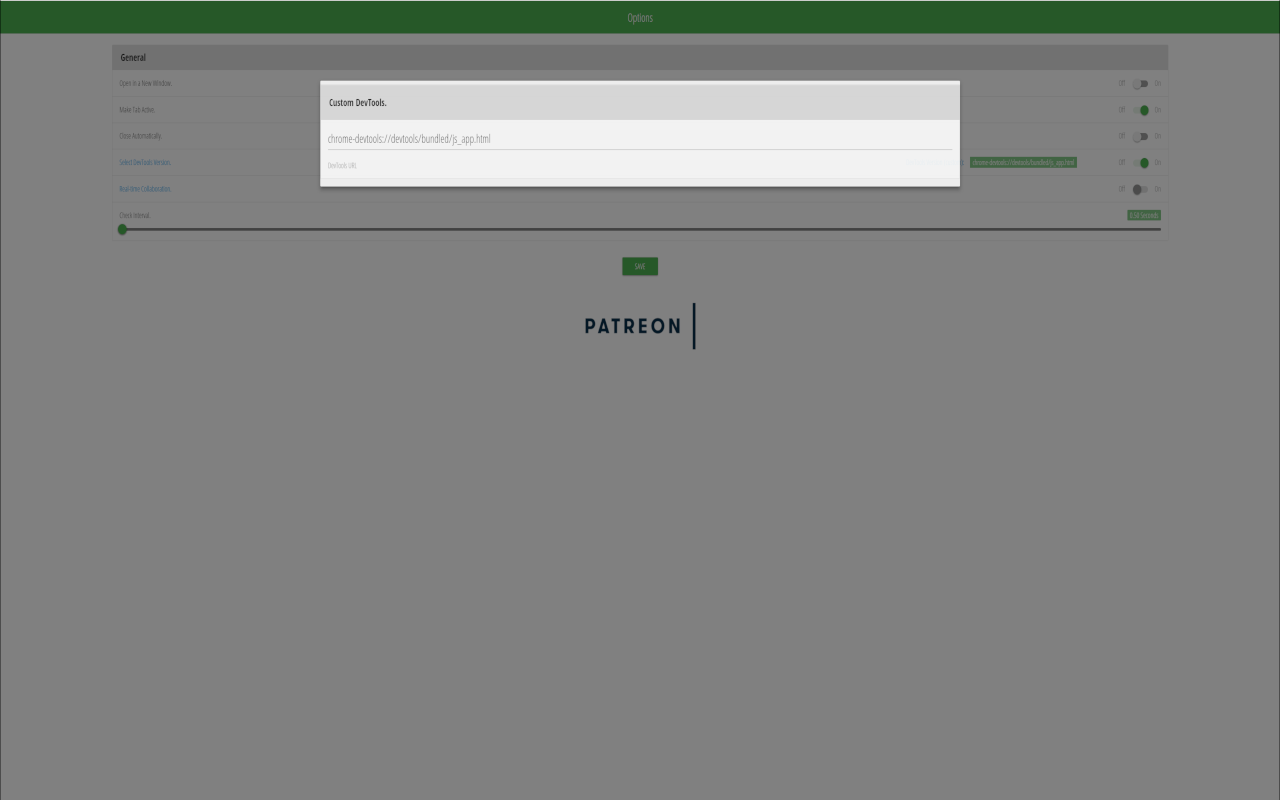 Options
General
Open in a New Window. Off On
Make Tab Active. Off On
Close Automatically. Off On
Select DevTools Version. chrome-devtools://devtools/bundled/js_app.html Off On
Real-time Collaboration. Off On
Check Interval. 0.50 Seconds
Custom DevTools.
chrome-devtools://devtools/bundled/js_app.html
DevTools URL
SAVE
PATREON